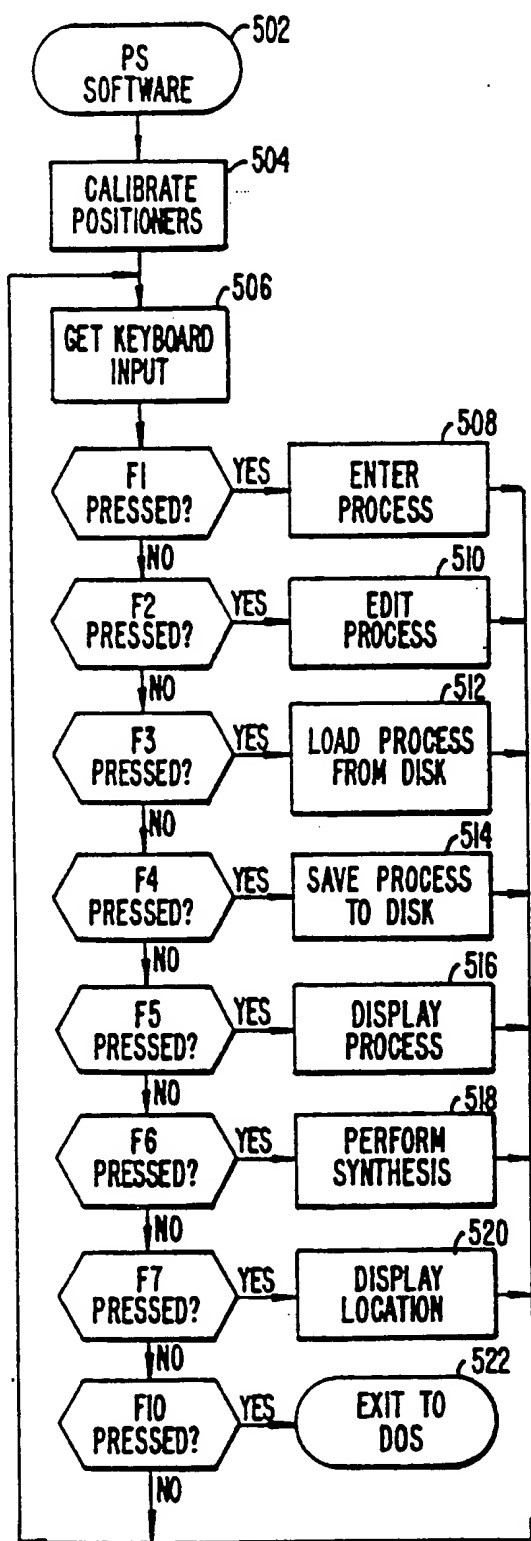 502
PS
SOFTWARE
504
CALIBRATE
POSITIONERS
506
GET KEYBOARD
INPUT
508
F1
PRESSED?
YES
ENTER
PROCESS
NO
510
F2
PRESSED?
YES
EDIT
PROCESS
NO
512
F3
PRESSED?
YES
LOAD PROCESS
FROM DISK
NO
514
F4
PRESSED?
YES
SAVE PROCESS
TO DISK
NO
516
F5
PRESSED?
YES
DISPLAY
PROCESS
NO
518
F6
PRESSED?
YES
PERFORM
SYNTHESIS
NO
520
F7
PRESSED?
YES
DISPLAY
LOCATION
NO
522
F10
PRESSED?
YES
EXIT TO
DOS
NO